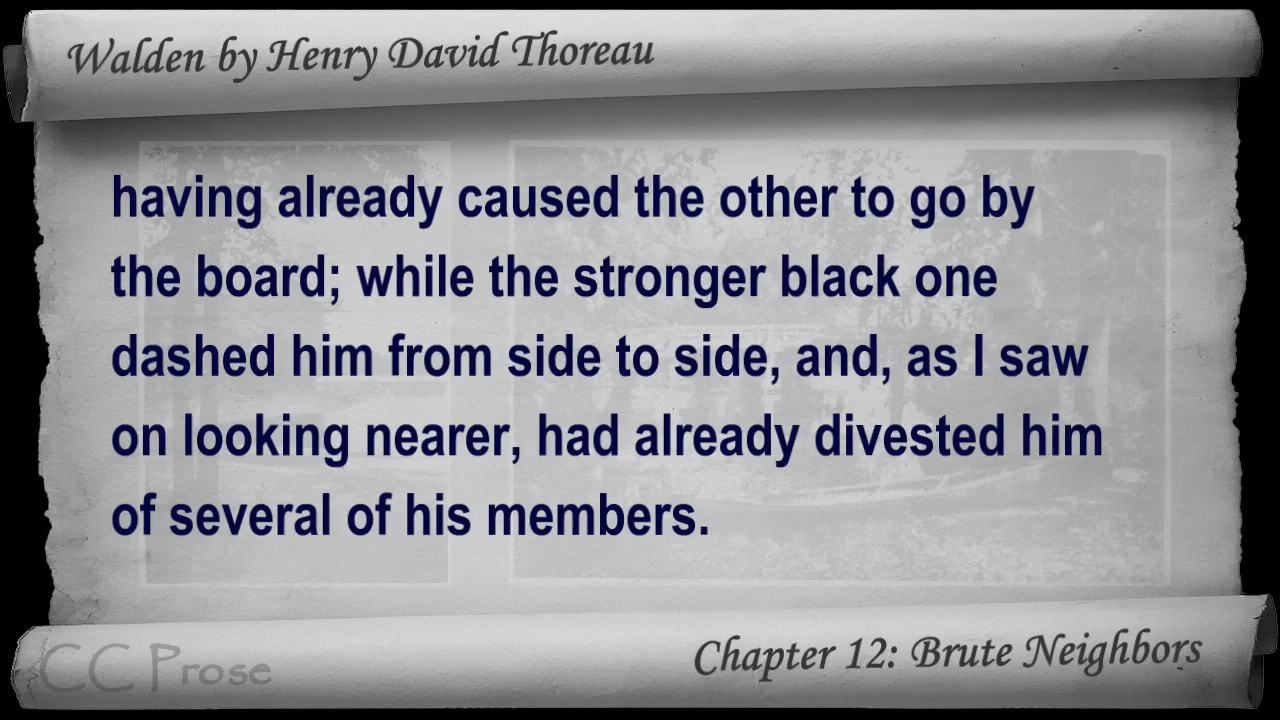 Walden by Henry David Thoreau
having already caused the other to go by
the board; while the stronger black one
dashed him from side to side, and, as I saw
on looking nearer, had already divested him
of several of his members.
CC Prose
Chapter 12: Brute Neighbors